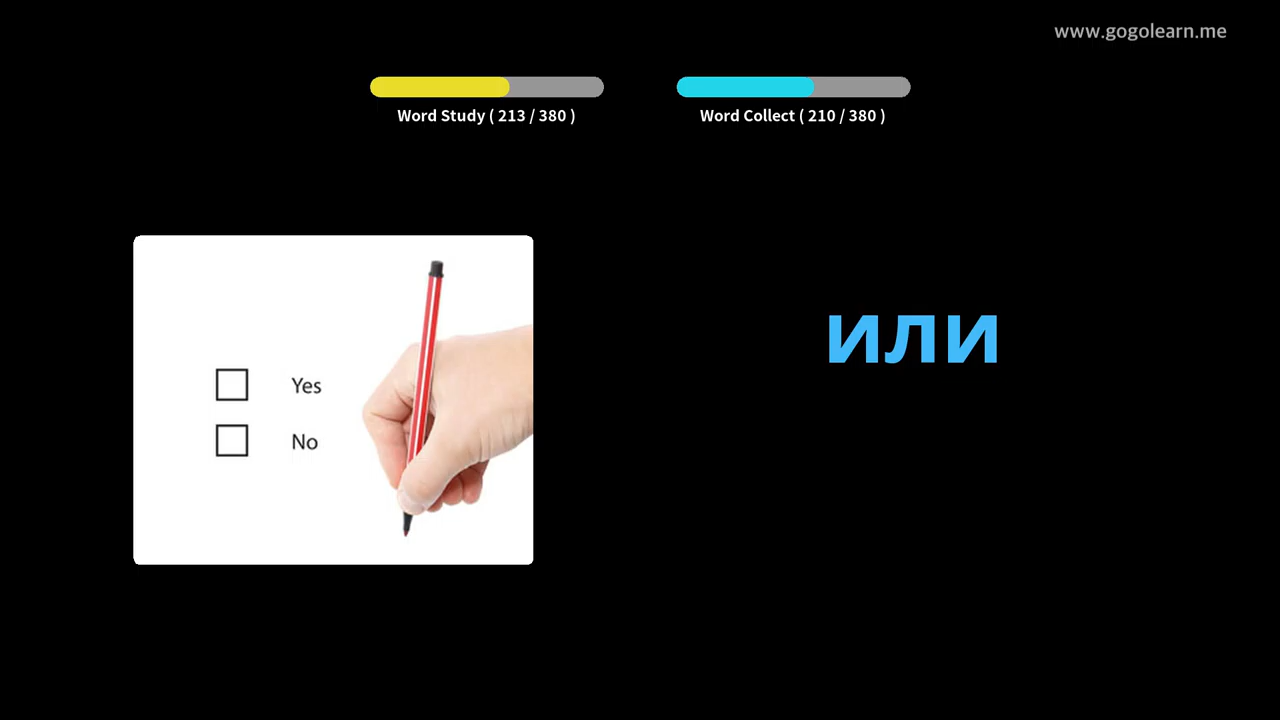 www.gogolearn.me
Word Study ( 213 / 380 )
Word Collect ( 210 / 380 )
Yes
No
или